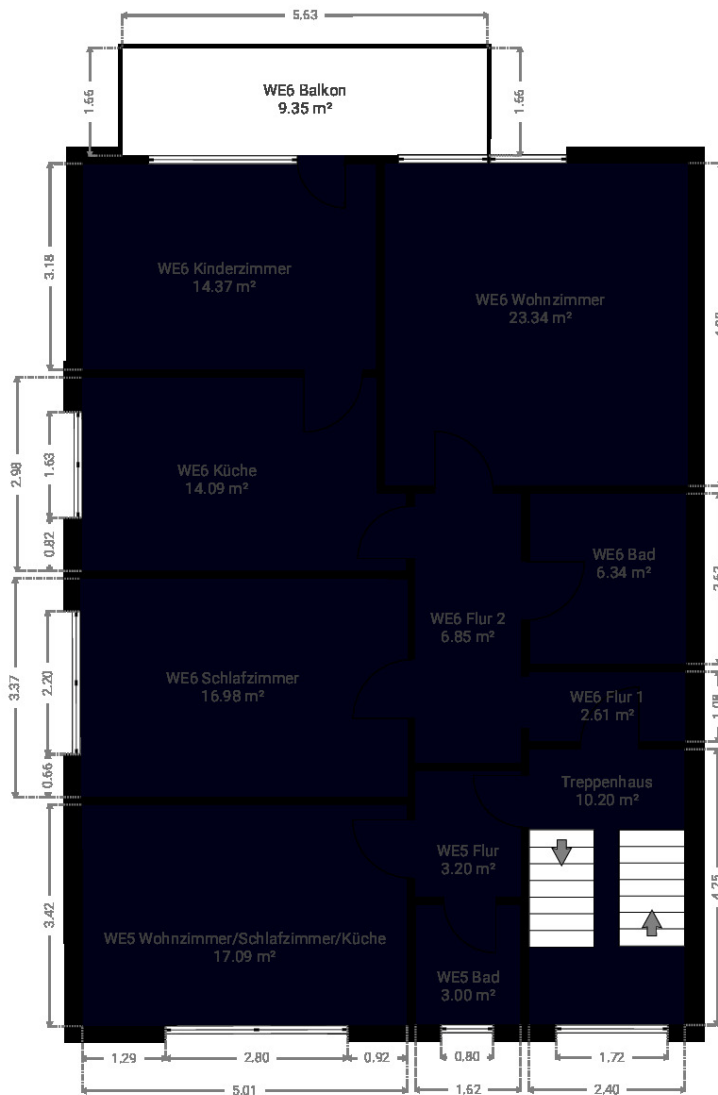 5,63
1.66
1.66
WE6 Balkon
9.35 m²
3.18
WE6 Kinderzimmer
14.37 m²
WE6 Wohnzimmer
23.34 m²
2.98
1.63
0.82
WE6 Küche
14.09 m²
WE6 Bad
6.34 m²
WE6 Flur 2
6.85 m²
3.37
2.20
0.66
WE6 Schlafzimmer
16.98 m²
WE6 Flur 1
2.61 m²
Treppenhaus
10.20 m²
WE5 Flur
3.20 m²
3.42
WE5 Wohnzimmer/Schlafzimmer/Küche
17.09 m²
WE5 Bad
3.00 m²
1,29
2.80
0.92
0.80
1.72
5.01
1,62
2,40